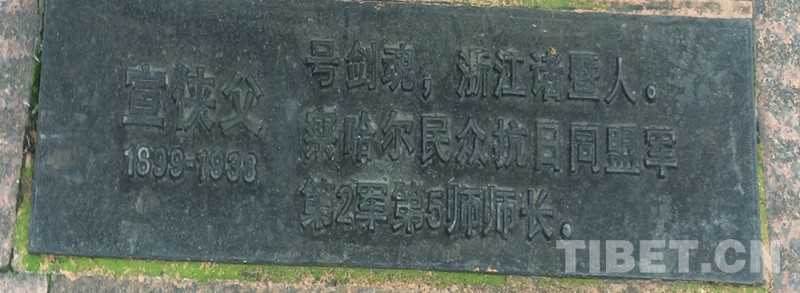 宣侠父
1899-1938
号剑魂，浙江诸暨人.
察哈尔民众抗日同盟军
第2军第5师师长.
TIBET.CN